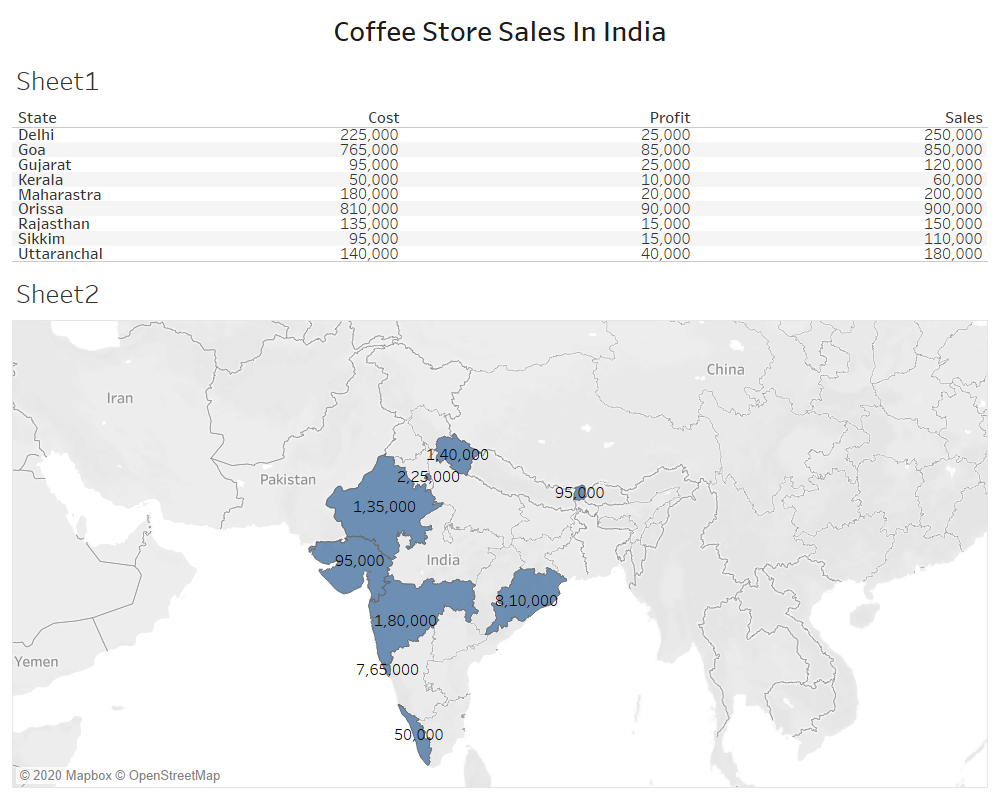 Coffee Store Sales In India
Sheet1
State Cost Profit Sales
Delhi 225,000 25,000 250,000
Goa 765,000 85,000 850,000
Gujarat 95,000 25,000 120,000
Kerala 50,000 10,000 60,000
Maharastra 180,000 20,000 200,000
Orissa 810,000 90,000 900,000
Rajasthan 135,000 15,000 150,000
Sikkim 95,000 15,000 110,000
Uttaranchal 140,000 40,000 180,000
Sheet2
China
Iran
1,40,000
2,25,000
Pakistan
95,000
1,35,000
95,000
India
8,10,000
1,80,000
Yemen
7,65,000
50,000
© 2020 Mapbox © OpenStreetMap